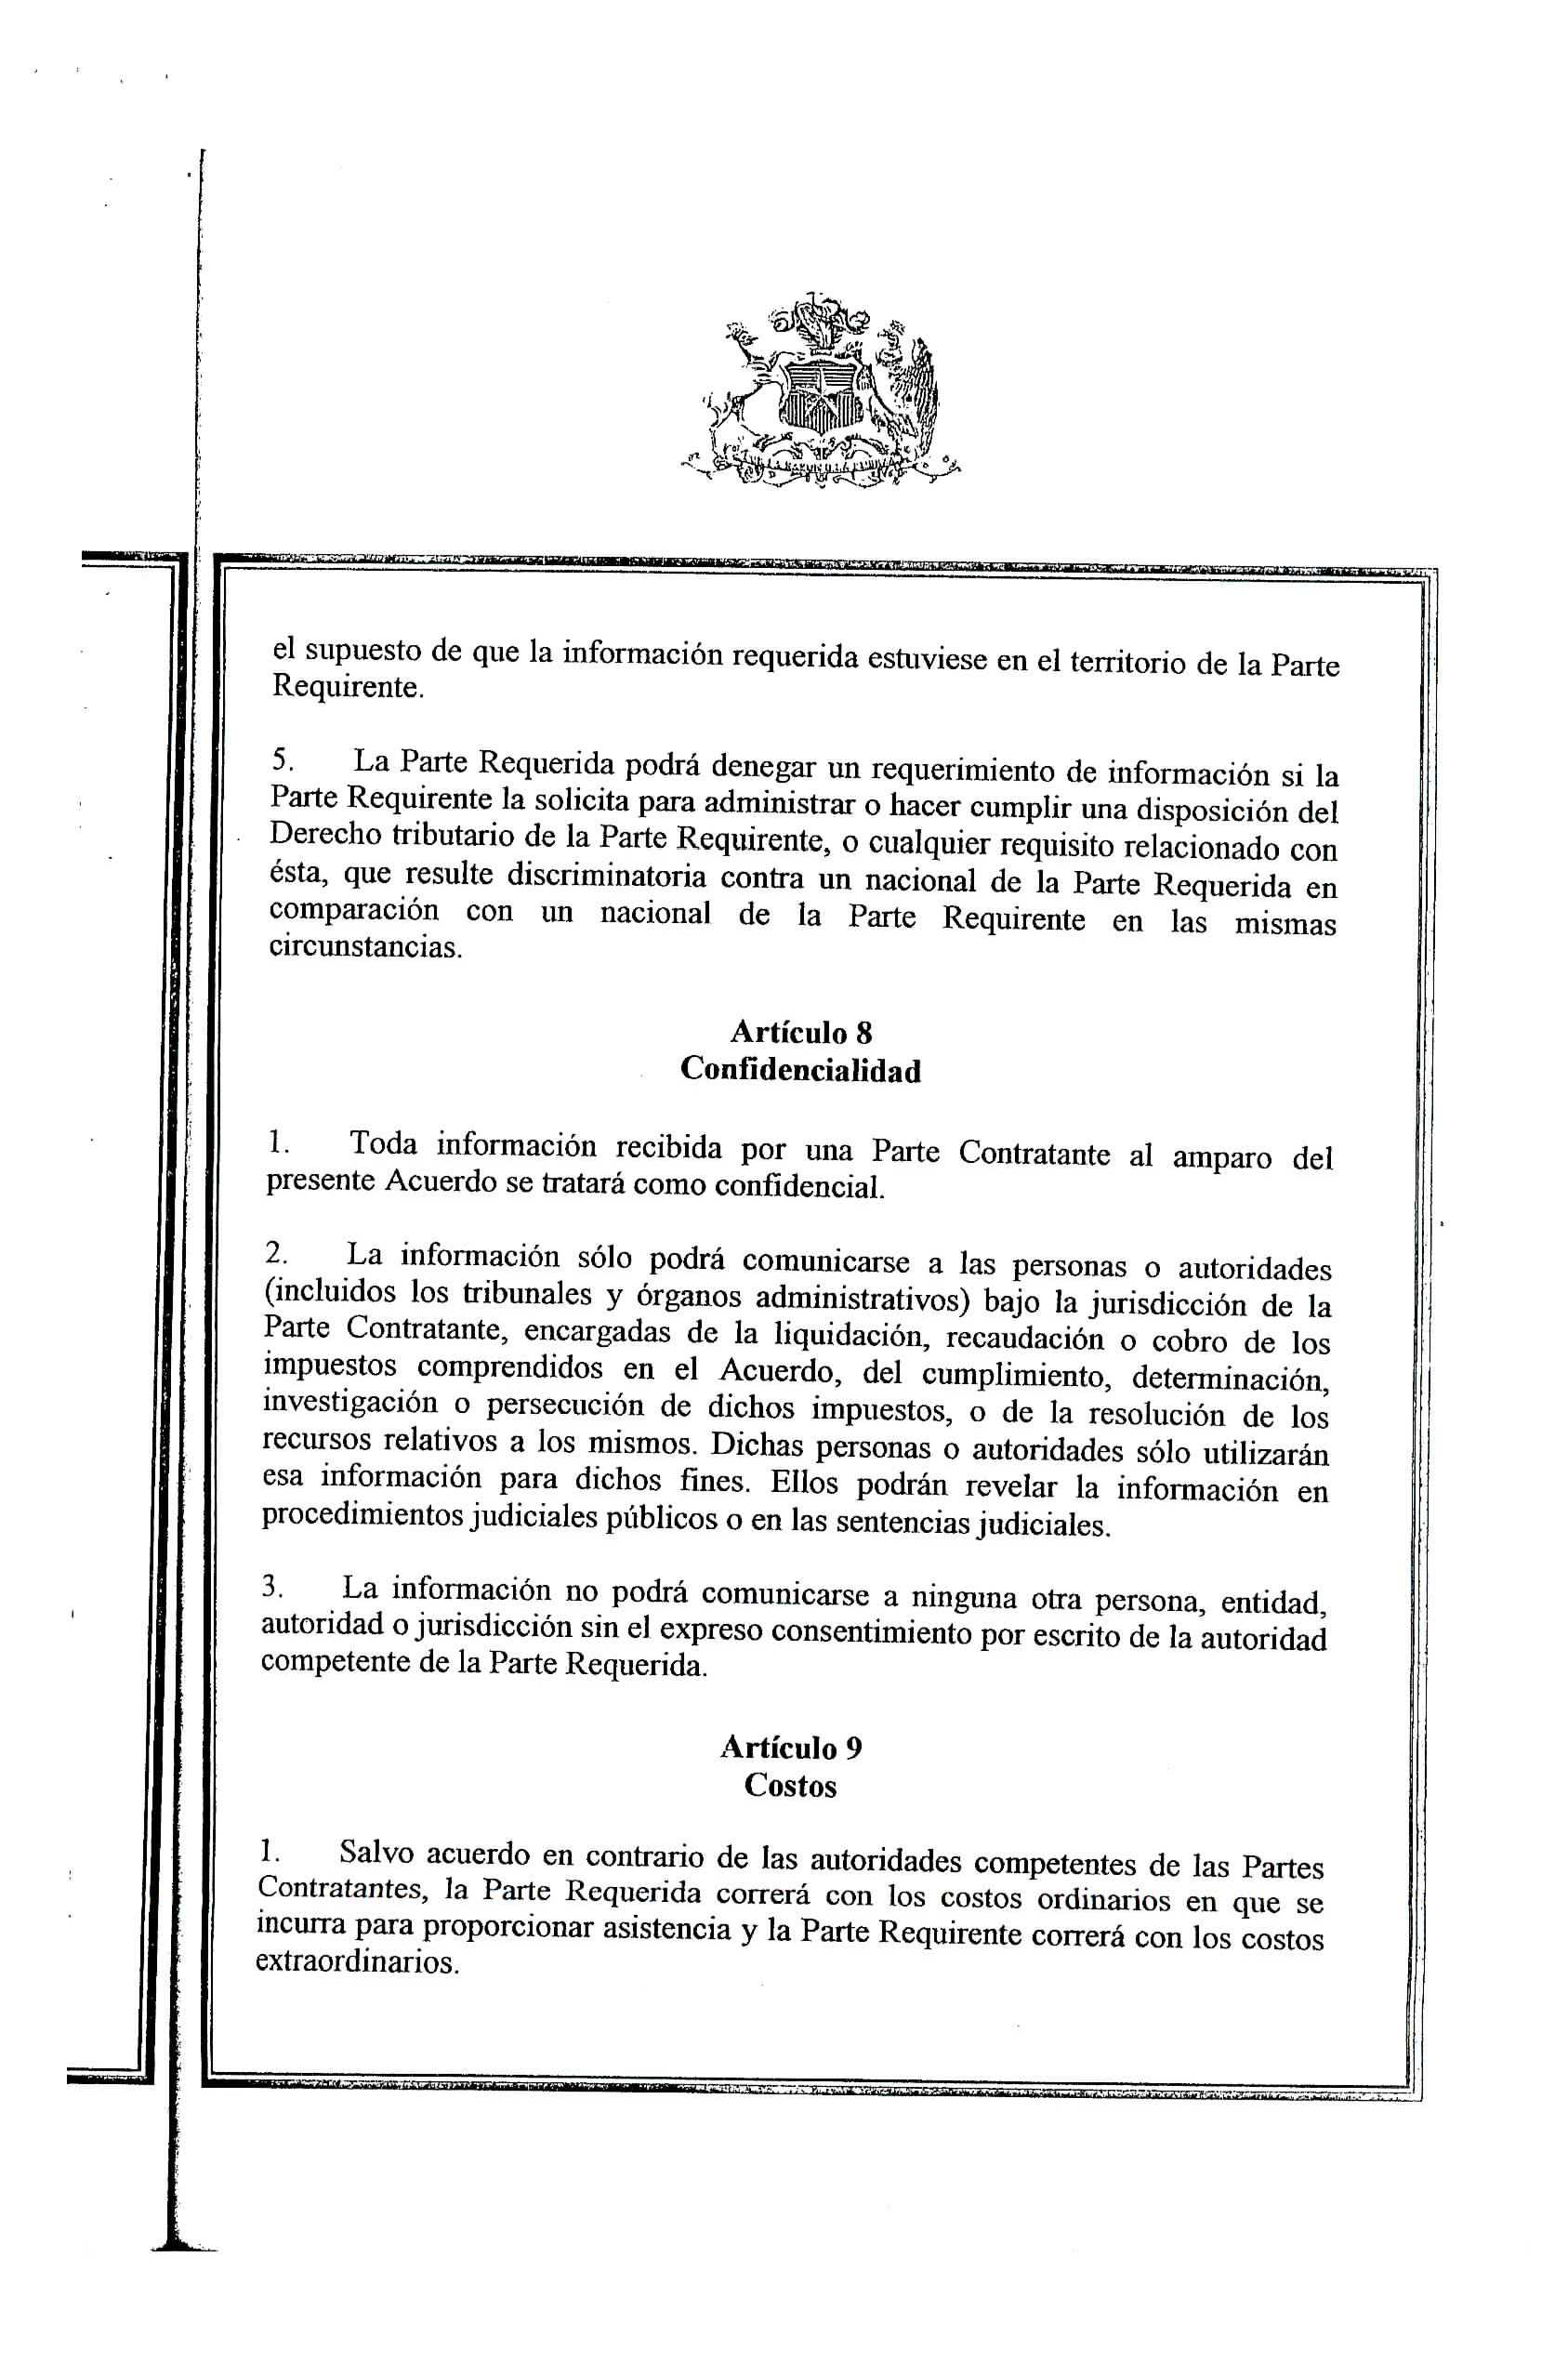 el supuesto de que la información requerida estuviese en el territorio de la Parte
Requirente.
5. La Parte Requerida podrá denegar un requerimiento de información si la
Parte Requirente la solicita para administrar o hacer cumplir una disposición del
Derecho tributario de la Parte Requirente, o cualquier requisito relacionado con
ésta, que resulte discriminatoria contra un nacional de la Parte Requerida en
comparación con un nacional de la Parte Requirente en las mismas
circunstancias.
Artículo 8
Confidencialidad
1. Toda información recibida por una Parte Contratante al amparo del
presente Acuerdo se tratará como confidencial.
2. La información sólo podrá comunicarse a las personas o autoridades
(incluidos los tribunales y órganos administrativos) bajo la jurisdicción de la
Parte Contratante, encargadas de la liquidación, recaudación o cobro de los
impuestos comprendidos en el Acuerdo, del cumplimiento, determinación,
investigación o persecución de dichos impuestos, o de la resolución de los
recursos relativos a los mismos. Dichas personas o autoridades sólo utilizarán
esa información para dichos fines. Ellos podrán revelar la información en
procedimientos judiciales públicos o en las sentencias judiciales.
3. La información no podrá comunicarse a ninguna otra persona, entidad,
autoridad o jurisdicción sin el expreso consentimiento por escrito de la autoridad
competente de la Parte Requerida.
Artículo 9
Costos
1. Salvo acuerdo en contrario de las autoridades competentes de las Partes
Contratantes, la Parte Requerida correrá con los costos ordinarios en que se
incurra para proporcionar asistencia y la Parte Requirente correrá con los costos
extraordinarios.